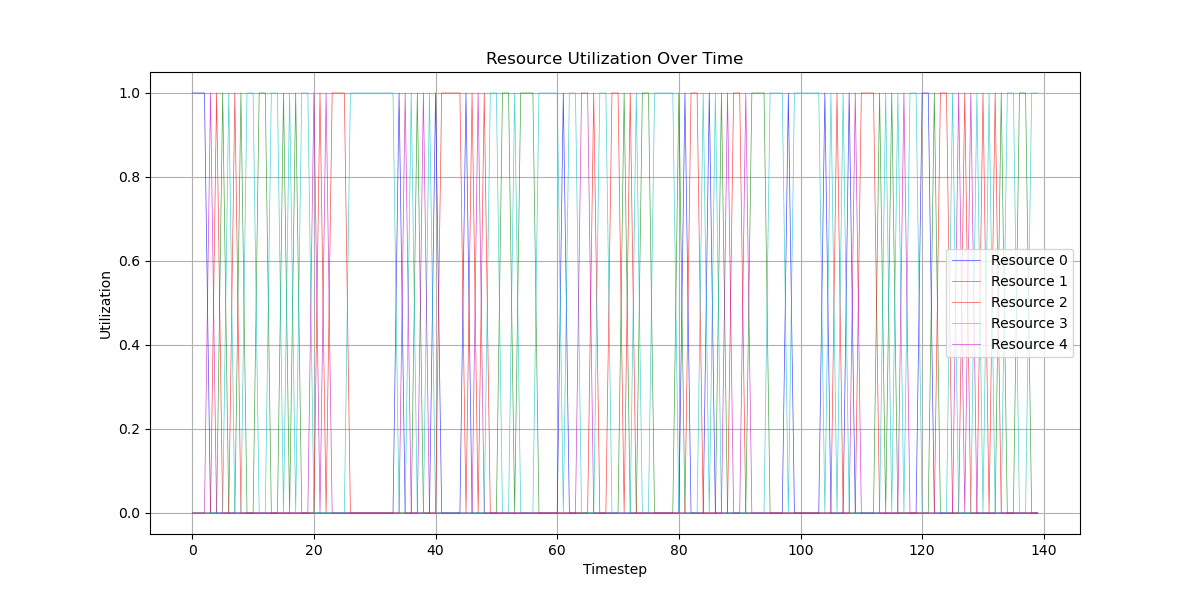 Resource Utilization Over Time
1.0
0.8
0.6
0.4
0.2
0.0
Utilization
Resource 0
Resource 1
Resource 2
Resource 3
Resource 4
0 20 40 60 80 100 120 140
Timestep